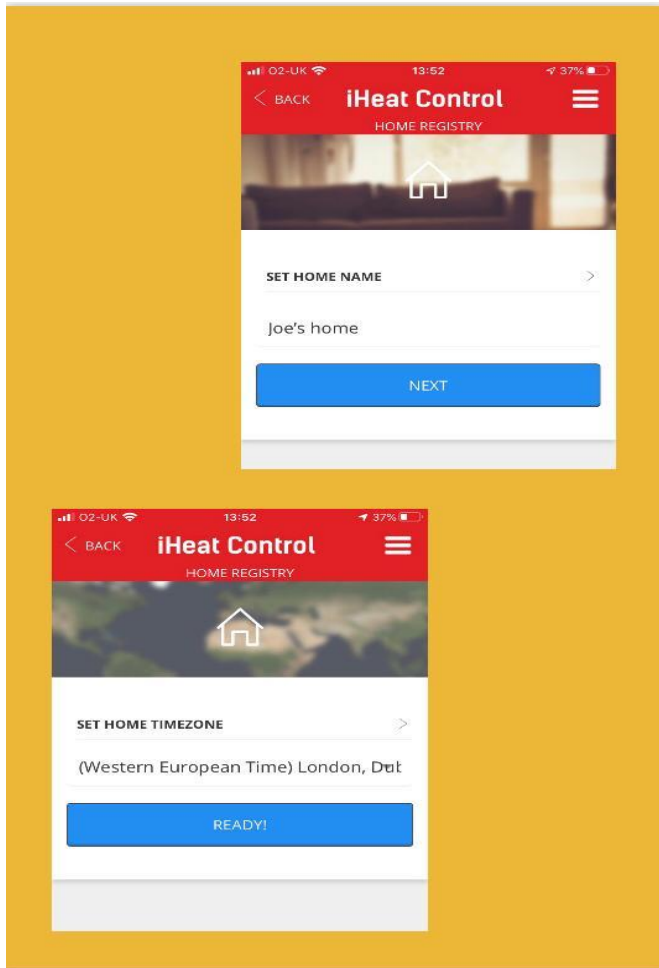 O2-UK 13:52 37%
< BACK iHeat Control
HOME REGISTRY
SET HOME NAME >
Joe's home
NEXT
O2-UK 13:52 37%
< BACK iHeat Control
HOME REGISTRY
SET HOME TIMEZONE >
(Western European Time) London, Dub
READY!